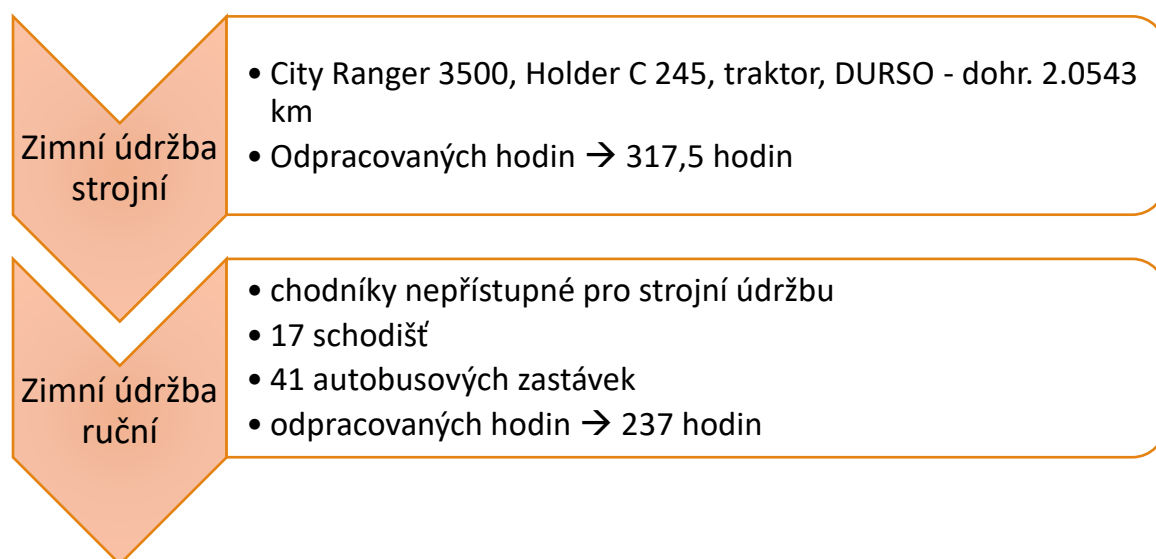 Zimní údržba
strojní
• City Ranger 3500, Holder C 245, traktor, DURSO - dohr. 2.0543
km
• Odpracovaných hodin → 317,5 hodin
Zimní údržba
ruční
• chodníky nepřístupné pro strojní údržbu
• 17 schodišť
• 41 autobusových zastávek
• odpracovaných hodin → 237 hodin